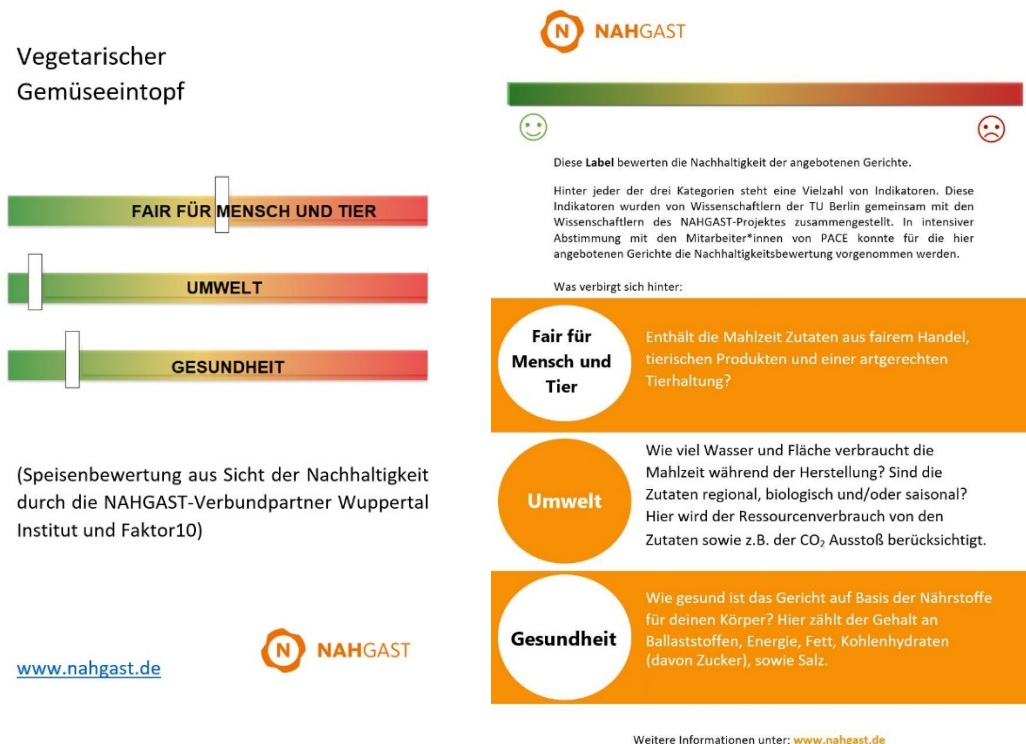 Vegetarischer
Gemüseeintopf
FAIR FÜR MENSCH UND TIER
UMWELT
GESUNDHEIT
(Speisenbewertung aus Sicht der Nachhaltigkeit
durch die NAHGAST-Verbundpartner Wuppertal
Institut und Faktor10)
www.nahgast.de
N NAHGAST
N NAHGAST
Diese Label bewerten die Nachhaltigkeit der angebotenen Gerichte.
Hinter jeder der drei Kategorien steht eine Vielzahl von Indikatoren. Diese
Indikatoren wurden von Wissenschaftlern der TU Berlin gemeinsam mit den
Wissenschaftlern des NAHGAST-Projektes zusammengestellt. In intensiver
Abstimmung mit den Mitarbeiter*innen von PACE konnte für die hier
angebotenen Gerichte die Nachhaltigkeitsbewertung vorgenommen werden.
Was verbirgt sich hinter:
Fair für
Mensch und
Tier
Enthält die Mahlzeit Zutaten aus fairem Handel,
tierischen Produkten und einer artgerechten
Tierhaltung?
Umwelt
Wie viel Wasser und Fläche verbraucht die
Mahlzeit während der Herstellung? Sind die
Zutaten regional, biologisch und/oder saisonal?
Hier wird der Ressourcenverbrauch von den
Zutaten sowie z.B. der CO₂ Ausstoß berücksichtigt.
Gesundheit
Wie gesund ist das Gericht auf Basis der Nährstoffe
für deinen Körper? Hier zählt der Gehalt an
Ballaststoffen, Energie, Fett, Kohlenhydraten
(davon Zucker), sowie Salz.
Weitere Informationen unter: www.nahgast.de